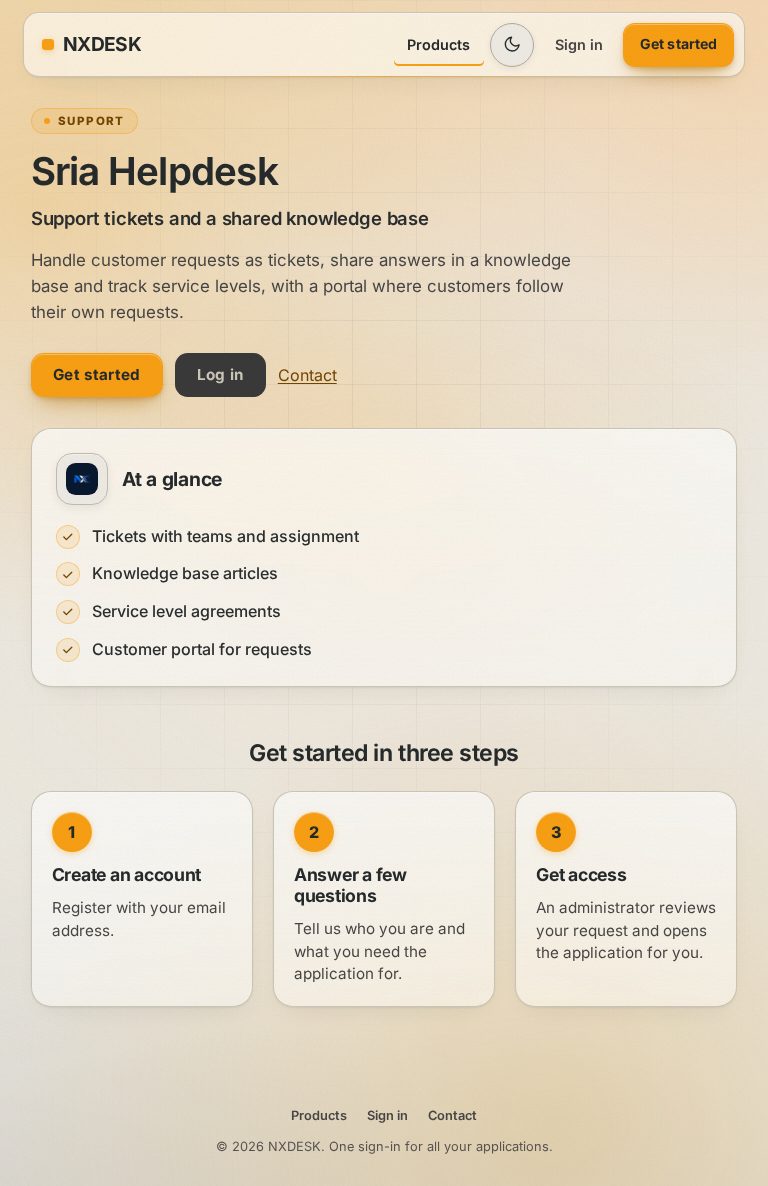 NXDESK
Products
Sign in
Get started
SUPPORT
Sria Helpdesk
Support tickets and a shared knowledge base
Handle customer requests as tickets, share answers in a knowledge
base and track service levels, with a portal where customers follow
their own requests.
Get started
Log in
Contact
NX
At a glance
Tickets with teams and assignment
Knowledge base articles
Service level agreements
Customer portal for requests
Get started in three steps
1
Create an account
Register with your email
address.
2
Answer a few
questions
Tell us who you are and
what you need the
application for.
3
Get access
An administrator reviews
your request and opens
the application for you.
Products
Sign in
Contact
© 2026 NXDESK. One sign-in for all your applications.